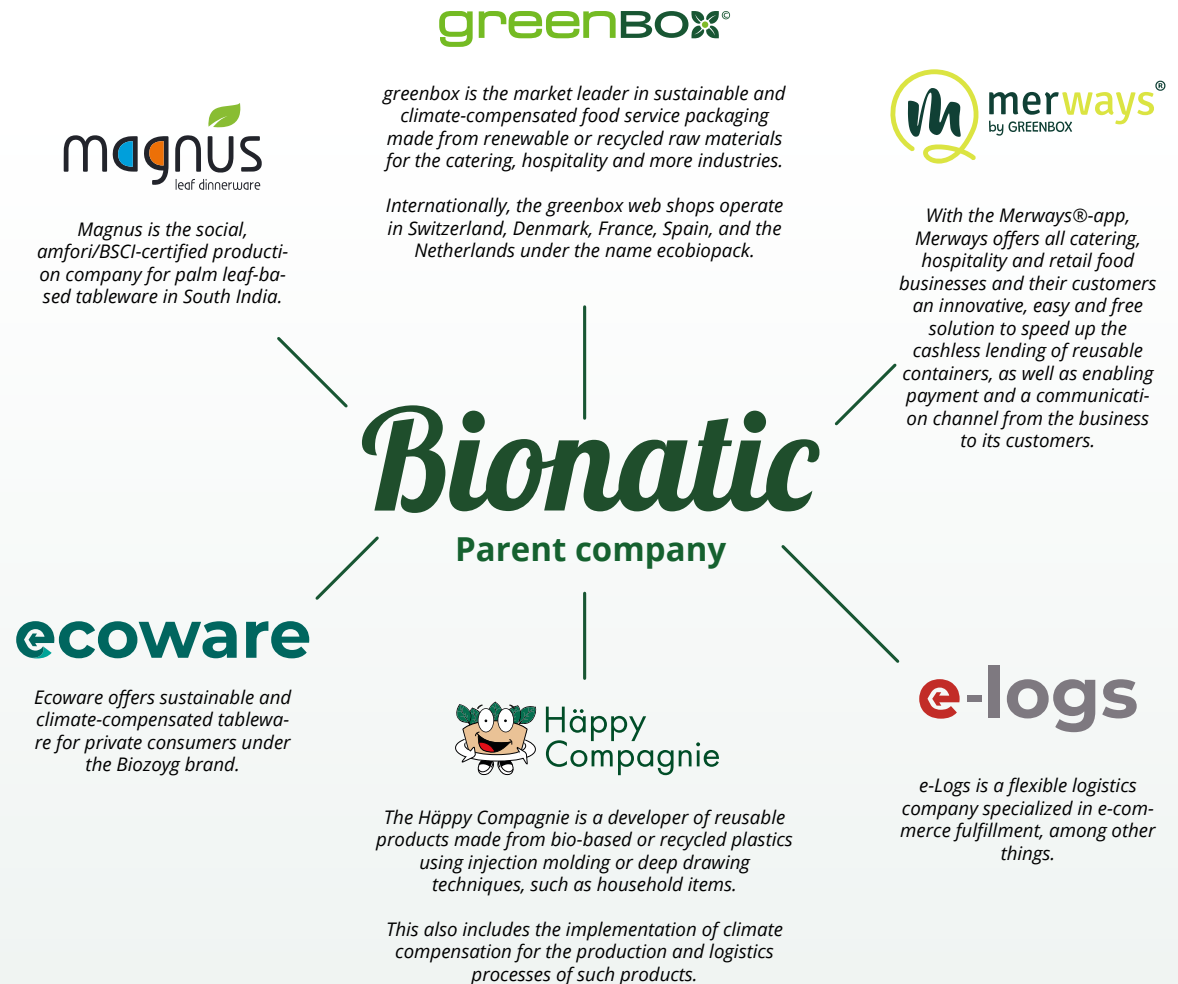 greenBOX©
greenbox is the market leader in sustainable and
climate-compensated food service packaging
made from renewable or recycled raw materials
for the catering, hospitality and more industries.
Internationally, the greenbox web shops operate
in Switzerland, Denmark, France, Spain, and the
Netherlands under the name ecobiopack.
magnus
leaf dinnerware
Magnus is the social,
amfori/BSCI-certified producti-
on company for palm leaf-ba-
sed tableware in South India.
m merways®
by GREENBOX
With the Merways®-app,
Merways offers all catering,
hospitality and retail food
businesses and their customers
an innovative, easy and free
solution to speed up the
cashless lending of reusable
containers, as well as enabling
payment and a communicati-
on channel from the business
to its customers.
Bionatic
Parent company
ecoware
Ecoware offers sustainable and
climate-compensated tablewa-
re for private consumers under
the Biozoyg brand.
Häppy
Compagnie
The Häppy Compagnie is a developer of reusable
products made from bio-based or recycled plastics
using injection molding or deep drawing
techniques, such as household items.
This also includes the implementation of climate
compensation for the production and logistics
processes of such products.
e-logs
e-Logs is a flexible logistics
company specialized in e-com-
merce fulfillment, among other
things.